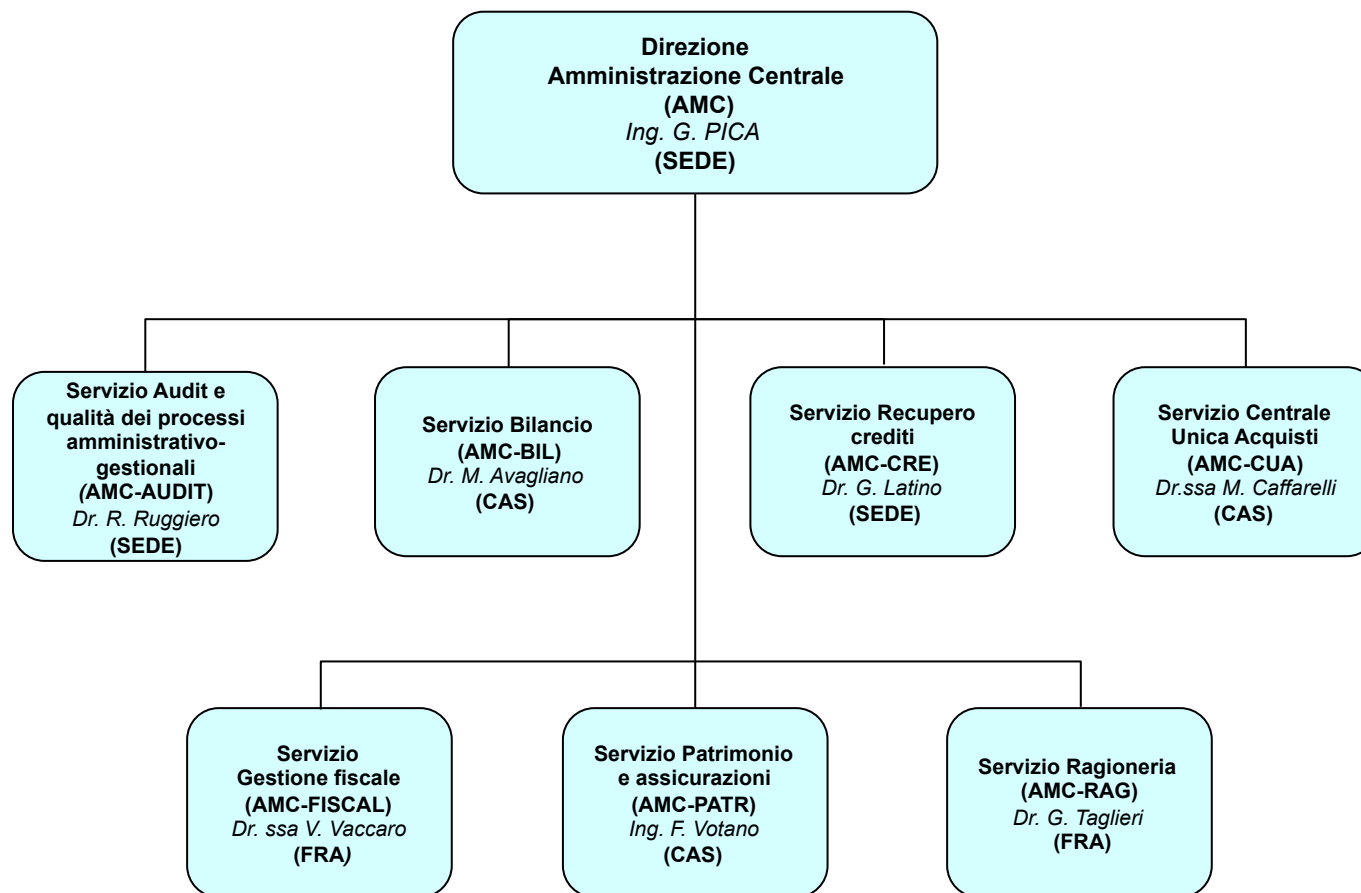 Direzione
Amministrazione Centrale
(AMC)
Ing. G. PICA
(SEDE)
Servizio Audit e
qualità dei processi
amministrativo-
gestionali
(AMC-AUDIT)
Dr. R. Ruggiero
(SEDE)
Servizio Bilancio
(AMC-BIL)
Dr. M. Avagliano
(CAS)
Servizio Recupero
crediti
(AMC-CRE)
Dr. G. Latino
(SEDE)
Servizio Centrale
Unica Acquisti
(AMC-CUA)
Dr.ssa M. Caffarelli
(CAS)
Servizio
Gestione fiscale
(AMC-FISCAL)
Dr. ssa V. Vaccaro
(FRA)
Servizio Patrimonio
e assicurazioni
(AMC-PATR)
Ing. F. Votano
(CAS)
Servizio Ragioneria
(AMC-RAG)
Dr. G. Taglieri
(FRA)